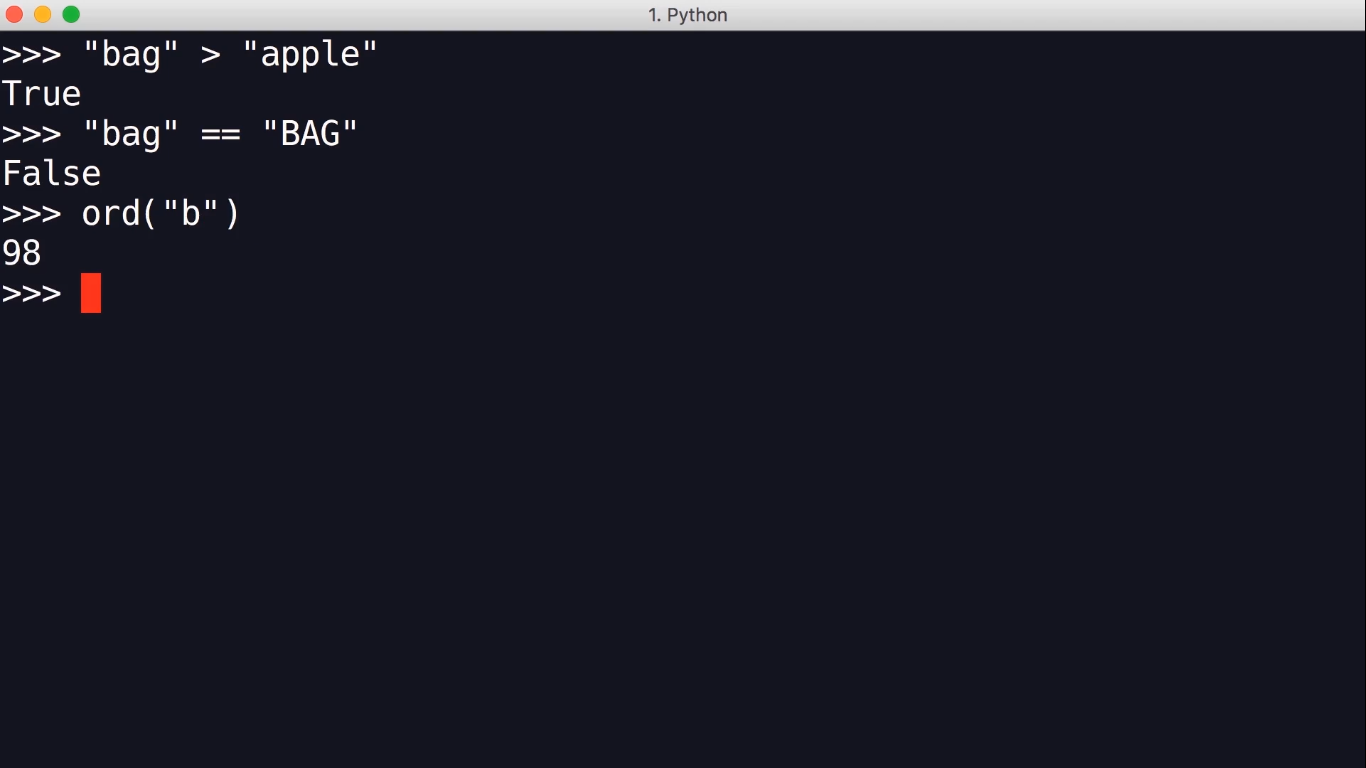 1. Python
>>> "bag" > "apple"
True
>>> "bag" == "BAG"
False
>>> ord("b")
98
>>>